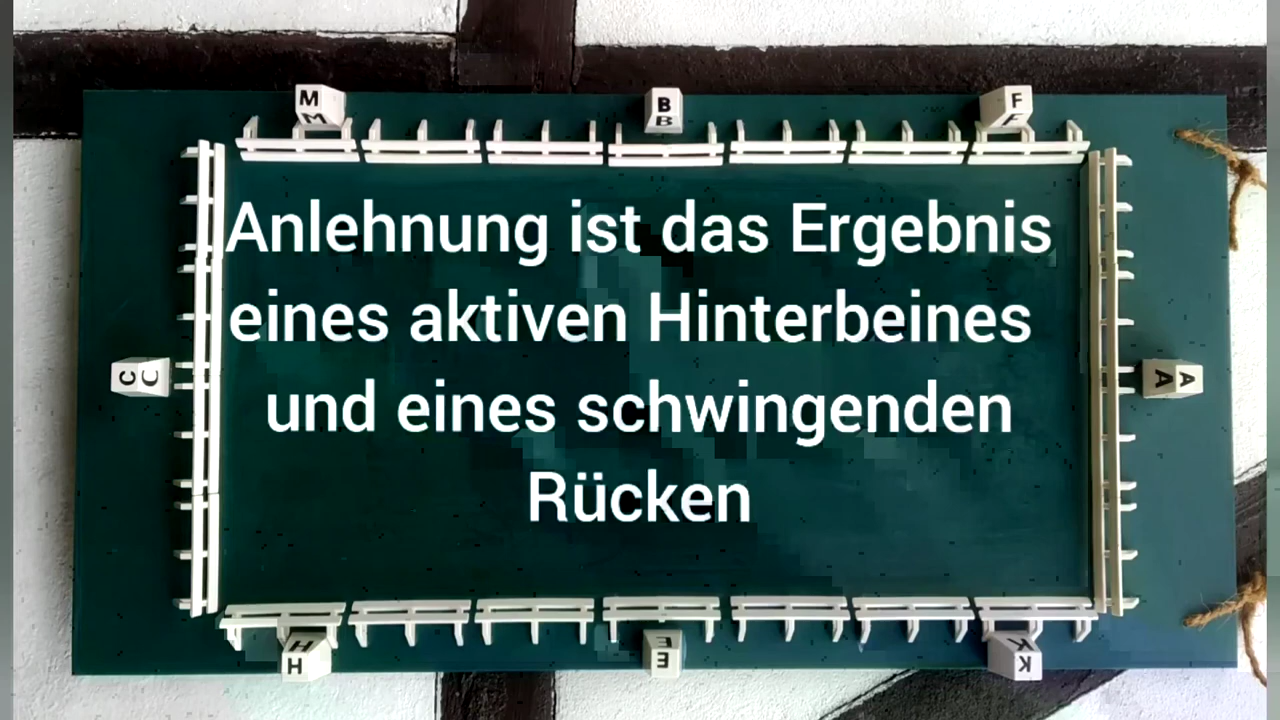 M
M
B
B
F
F
Anlehnung ist das Ergebnis
eines aktiven Hinterbeines
und eines schwingenden
Rücken
C C
A A
H
H
E
E
K
K